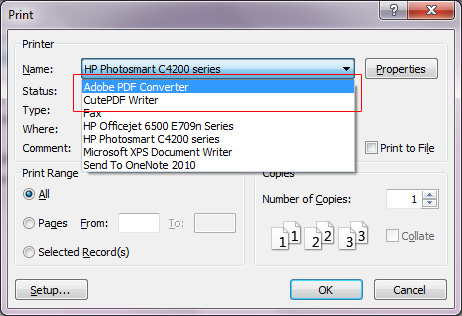 Print
Printer
Name: HP Photosmart C4200 series Properties
Status: Adobe PDF Converter
CutePDF Writer
Type: Fax
Where: HP Officejet 6500 E709n Series
HP Photosmart C4200 series
Comment: Microsoft XPS Document Writer Print to File
Send To OneNote 2010
Print Range Copies
All Number of Copies: 1
Pages From: To:
1 1 2 2 3 3 Collate
Selected Record(s)
Setup... OK Cancel